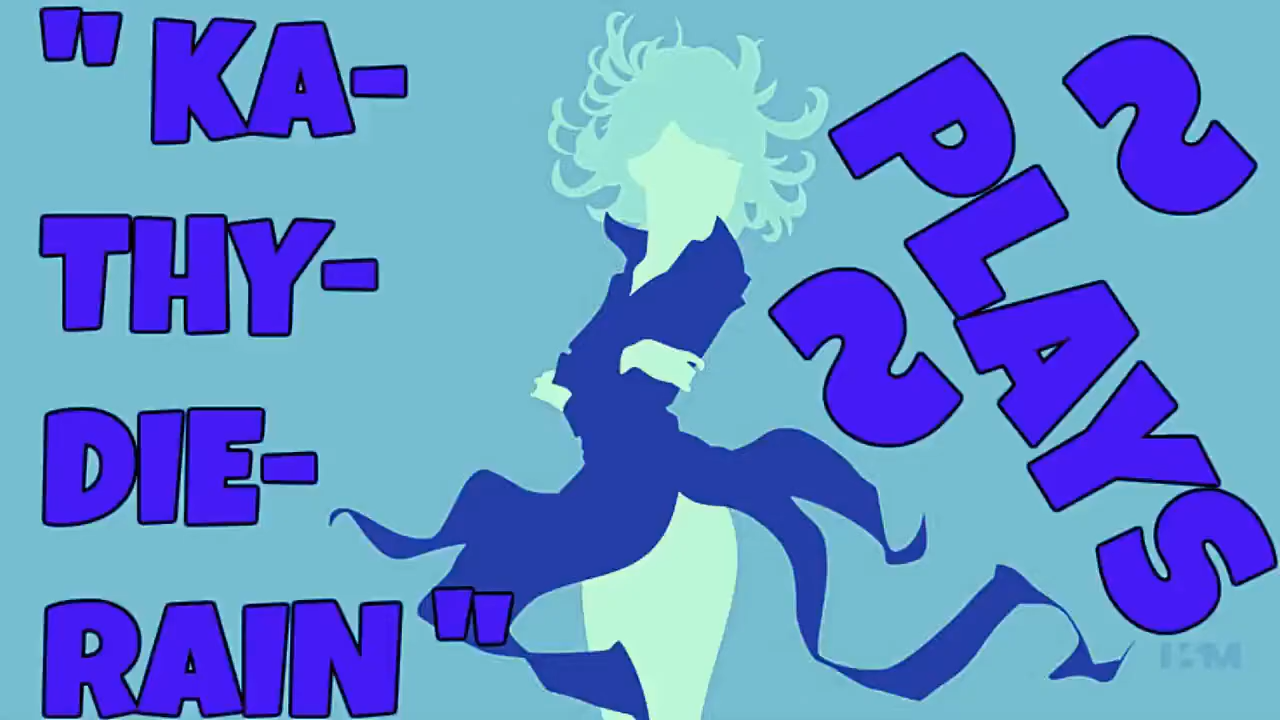 "KA-
THY-
DIE-
RAIN"
S
PLAYS
S